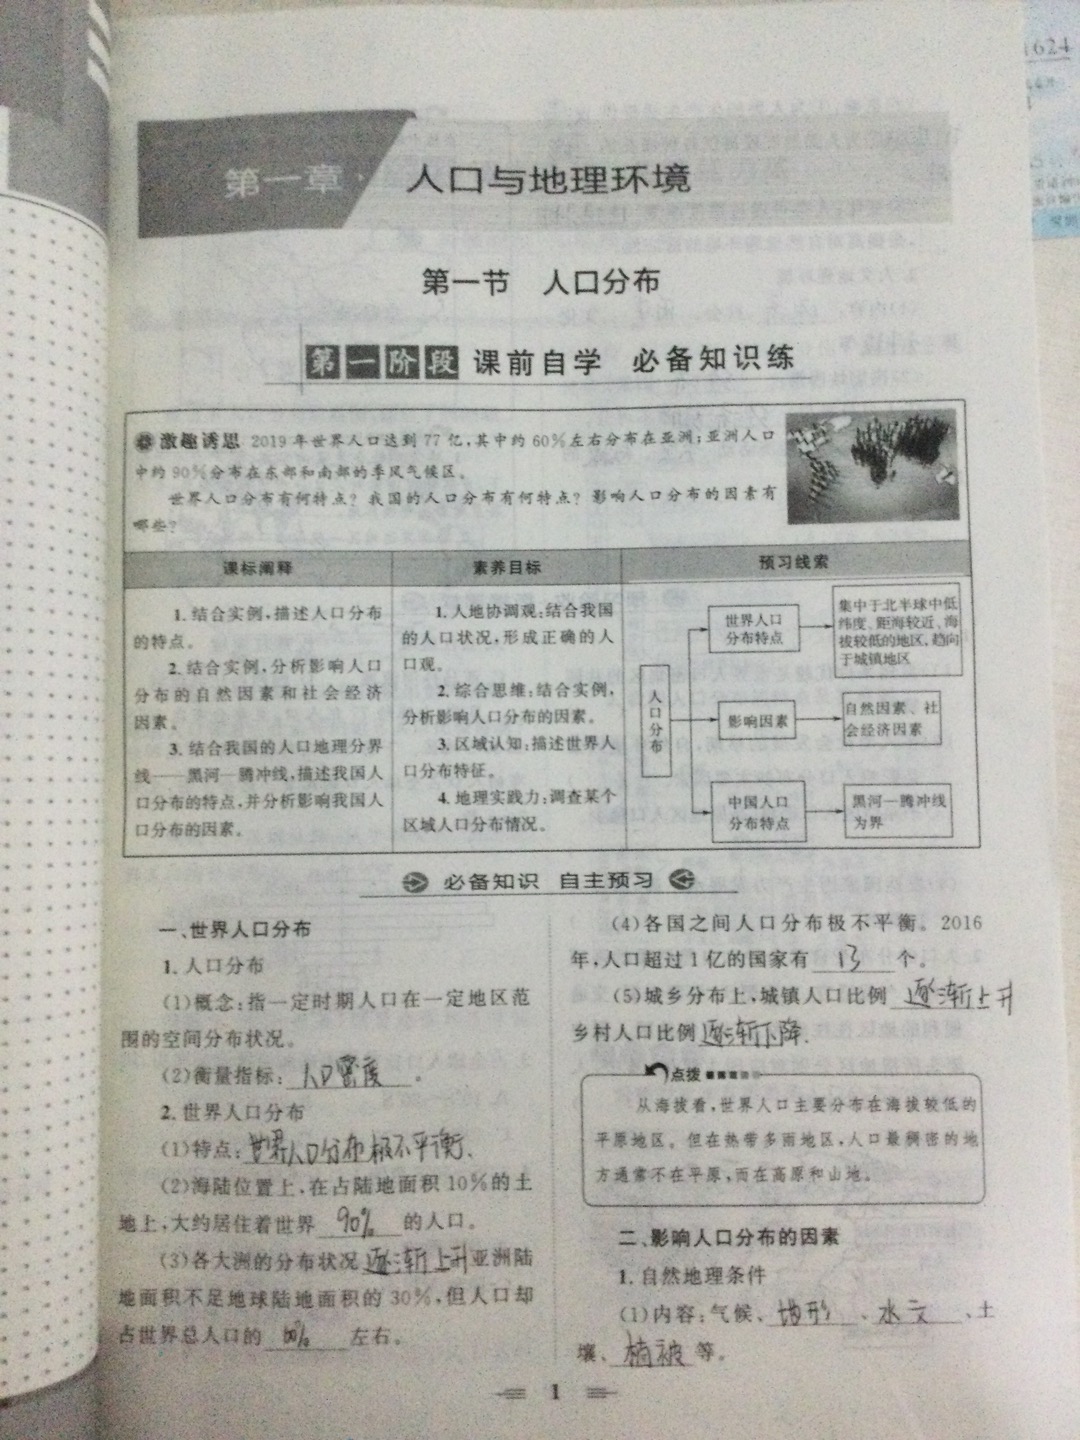 1624
第一章
人口与地理环境
第一节 人口分布
第一阶段 课前自学 必备知识练
激趣诱思 2019年世界人口达到77亿,其中约60%左右分布在亚洲;亚洲人口
中约90%分布在东部和南部的季风气候区。
世界人口分布有何特点?我国的人口分布有何特点?影响人口分布的因素有
哪些?
课标阐释
1.结合实例,描述人口分布
的特点。
2.结合实例,分析影响人口
分布的自然因素和社会经济
因素。
3.结合我国的人口地理分界
线——黑河—腾冲线,描述我国人
口分布的特点,并分析影响我国人
口分布的因素。
素养目标
1.人地协调观:结合我国
的人口状况,形成正确的人
口观。
2.综合思维:结合实例,
分析影响人口分布的因素。
3.区域认知:描述世界人
口分布特征。
4.地理实践力:调查某个
区域人口分布情况。
预习线索
人口分布
世界人口
分布特点
集中于北半球中低
纬度、距海较近、海
拔较低的地区,趋向
于城镇地区
影响因素
自然因素、社
会经济因素
中国人口
分布特点
黑河—腾冲线
为界
必备知识 自主预习
一、世界人口分布
1.人口分布
(1)概念:指一定时期人口在一定地区范
围的空间分布状况。
(2)衡量指标:人口密度。
2.世界人口分布
(1)特点:世界人口分布极不平衡、
(2)海陆位置上,在占陆地面积10%的土
地上,大约居住着世界90%的人口。
(3)各大洲的分布状况逐渐上升亚洲陆
地面积不足地球陆地面积的30%,但人口却
占世界总人口的 左右。
(4)各国之间人口分布极不平衡。2016
年,人口超过1亿的国家有13个。
(5)城乡分布上,城镇人口比例逐渐上升
乡村人口比例逐渐下降.
点拨
从海拔看,世界人口主要分布在海拔较低的
平原地区。但在热带多雨地区,人口最稠密的地
方通常不在平原,而在高原和山地。
二、影响人口分布的因素
1.自然地理条件
(1)内容:气候、地形、水文、土
壤、植被等。
1